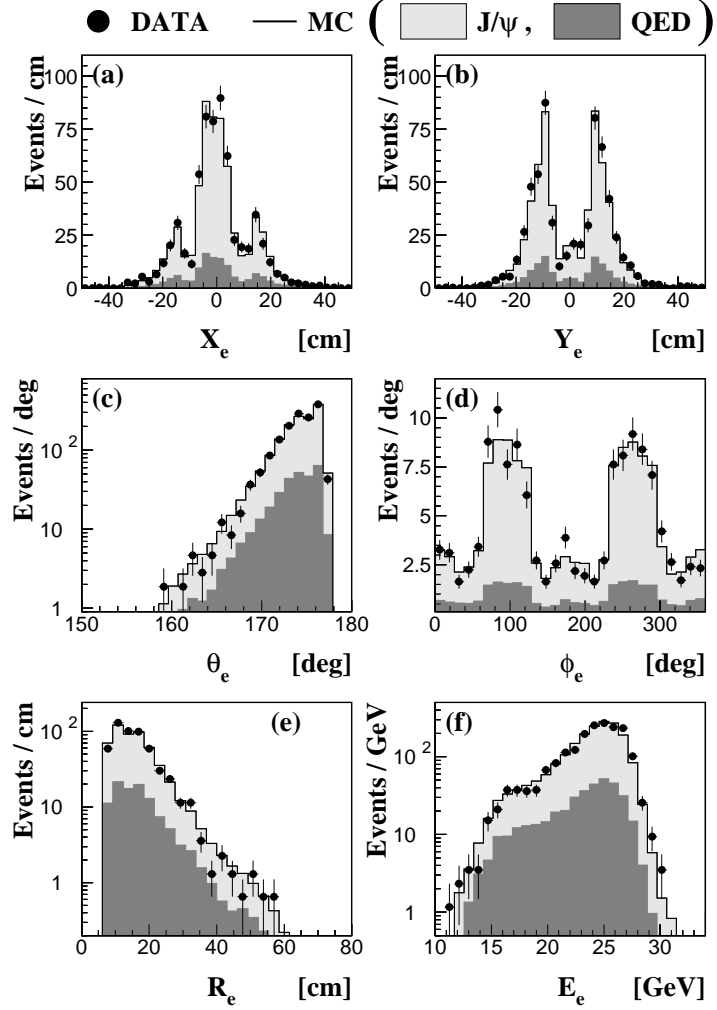 DATA MC ( J/ψ , QED )
(a) (b)
Events / cm Events / cm
100 100
75 75
50 50
25 25
0 0
-40 -20 0 20 40 -40 -20 0 20 40
X_e [cm] Y_e [cm]
(c) (d)
Events / deg Events / deg
10^2 10
10 7.5
1 5
2.5
150 160 170 180 0 100 200 300
θ_e [deg] ϕ_e [deg]
(e) (f)
Events / cm Events / GeV
10^2 10^2
10 10
1 1
0 20 40 60 80 10 15 20 25 30
R_e [cm] E_e [GeV]